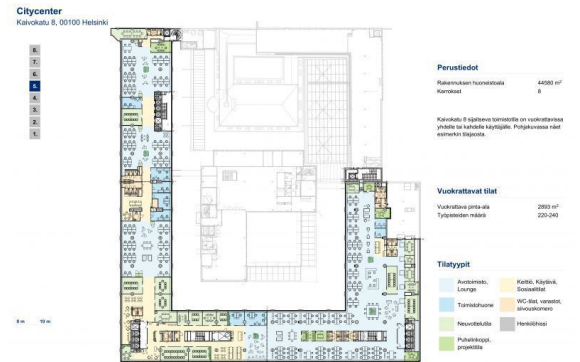 Citycenter
Kaivokatu 8, 00100 Helsinki
8.
7.
6.
5.
4.
3.
2.
1.
8 m 10 m
Perustiedot
Rakennuksen huoneistoala 44580 m²
Kerrokset 8
Kaivokatu 8 sijaitseva toimistotila on vuokrattavissa
yhdelle tai kahdelle käyttäjälle. Pohjakuvassa näet
esimerkin tilajaosta.
Vuokrattavat tilat
Vuokrattava pinta-ala 2893 m²
Työpisteiden määrä 220-240
Tilatyypit
Avotoimisto,
Lounge
Toimistohuone
Neuvottelutila
Puhelinkoppi,
projektitila
Keittiö, Käytävä,
Sosiaalitilat
WC-tilat, varastot,
siivouskomero
Henkilöhissi